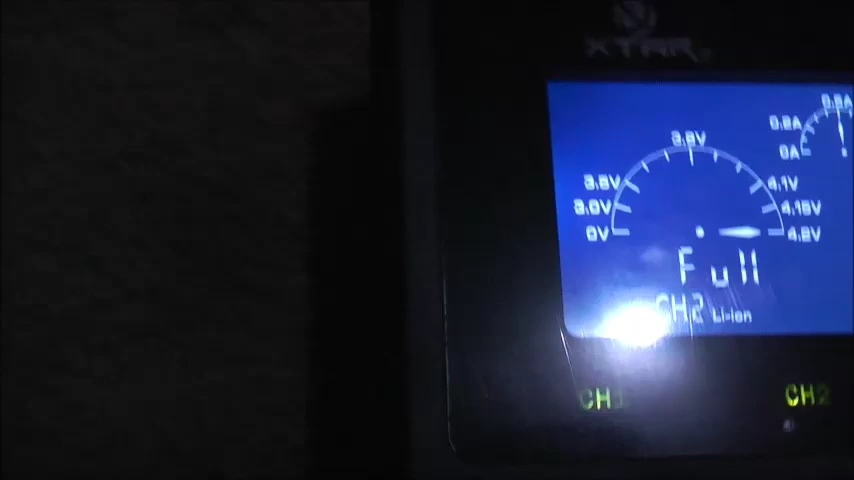 XTAR
0.5A
0.2A
0A
3.9V
3.5V
4.1V
3.0V
4.15V
0V
4.2V
Full
CH2 Li-ion
CH1
CH2